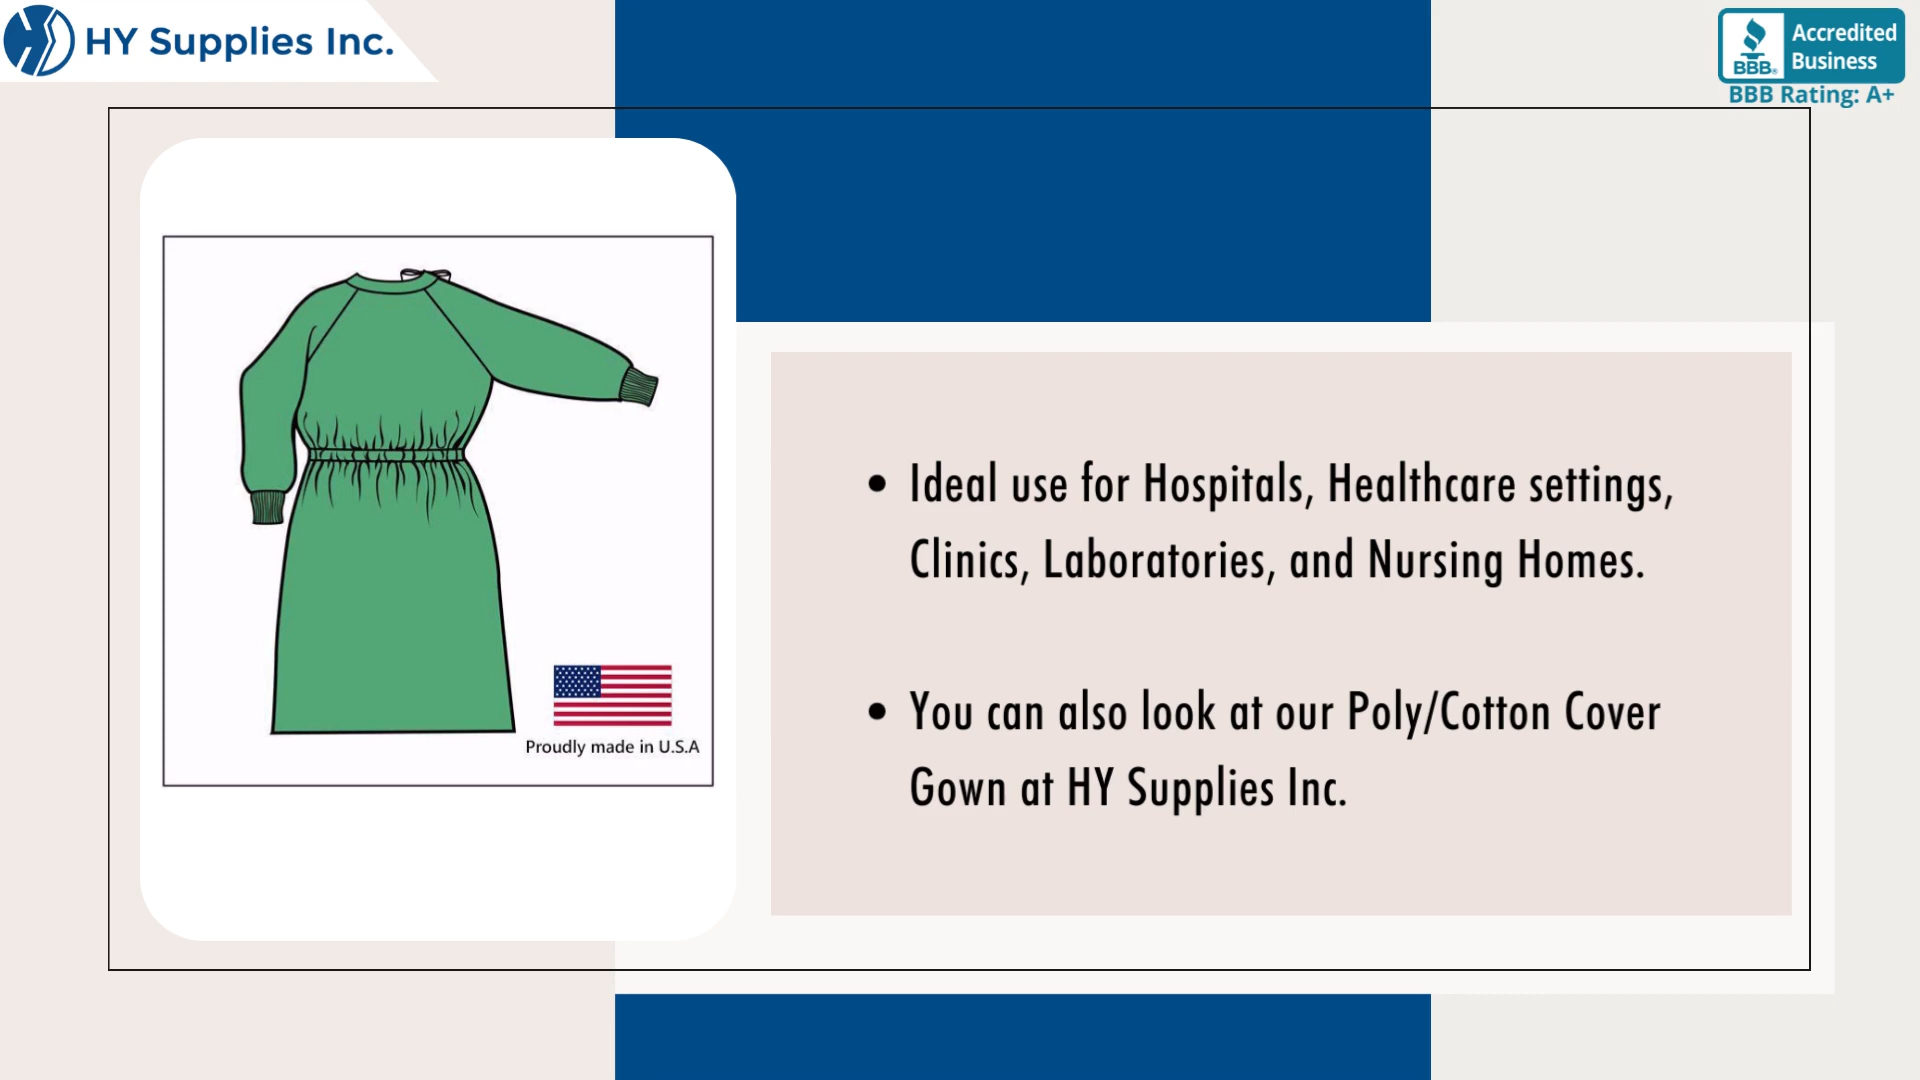 HY Supplies Inc.
Accredited
Business
BBB®
BBB Rating: A+
Proudly made in U.S.A
• Ideal use for Hospitals, Healthcare settings,
Clinics, Laboratories, and Nursing Homes.
• You can also look at our Poly/Cotton Cover
Gown at HY Supplies Inc.